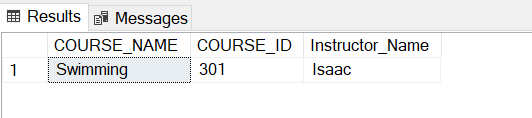 Results Messages
COURSE_NAME COURSE_ID Instructor_Name
1 Swimming 301 Isaac